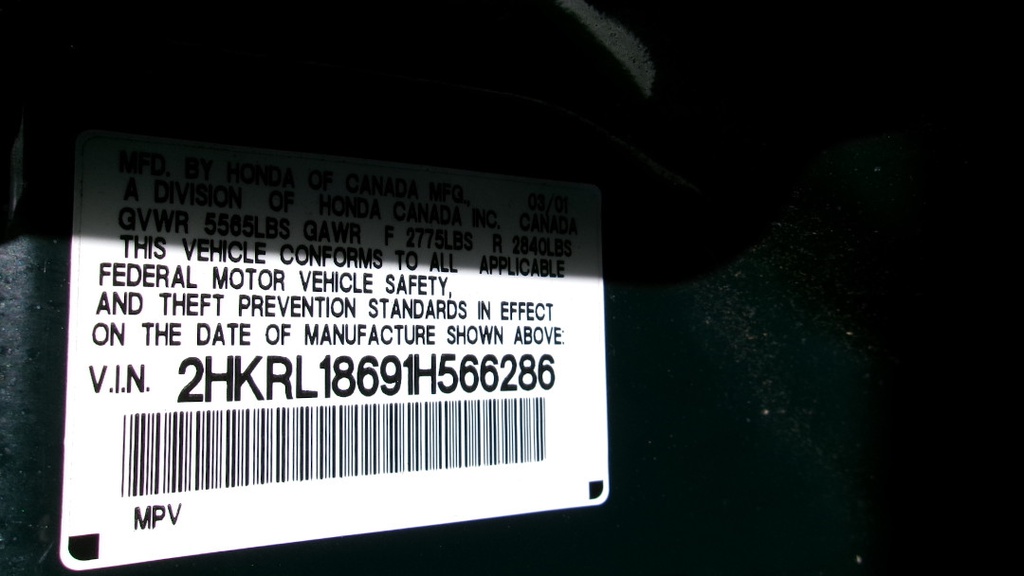 MFD. BY HONDA OF CANADA MFG., 03/01
A DIVISION OF HONDA CANADA INC. CANADA
GVWR 5565LBS GAWR F 2775LBS R 2840LBS
THIS VEHICLE CONFORMS TO ALL APPLICABLE
FEDERAL MOTOR VEHICLE SAFETY,
AND THEFT PREVENTION STANDARDS IN EFFECT
ON THE DATE OF MANUFACTURE SHOWN ABOVE:
V.I.N. 2HKRL18691H566286
MPV